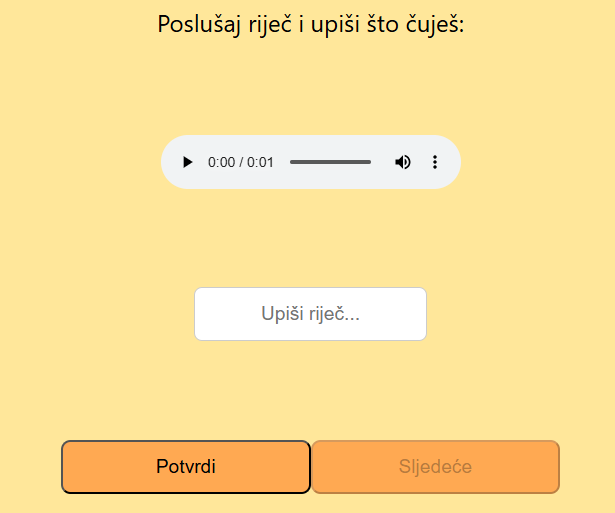 Poslušaj riječ i upiši što čuješ:
0:00 / 0:01
Upiši riječ...
Potvrdi
Sljedeće